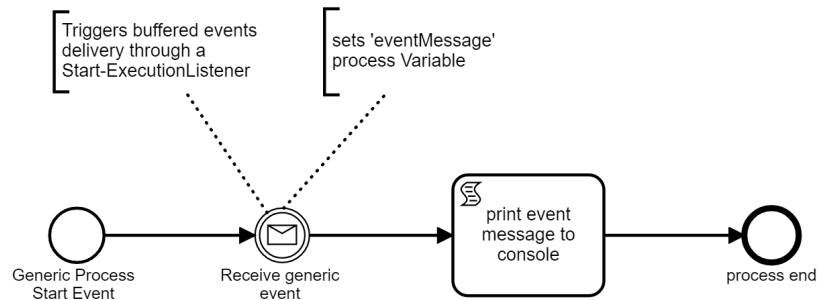 Triggers buffered events
delivery through a
Start-ExecutionListener
sets 'eventMessage'
process Variable
Generic Process
Start Event
Receive generic
event
print event
message to
console
process end